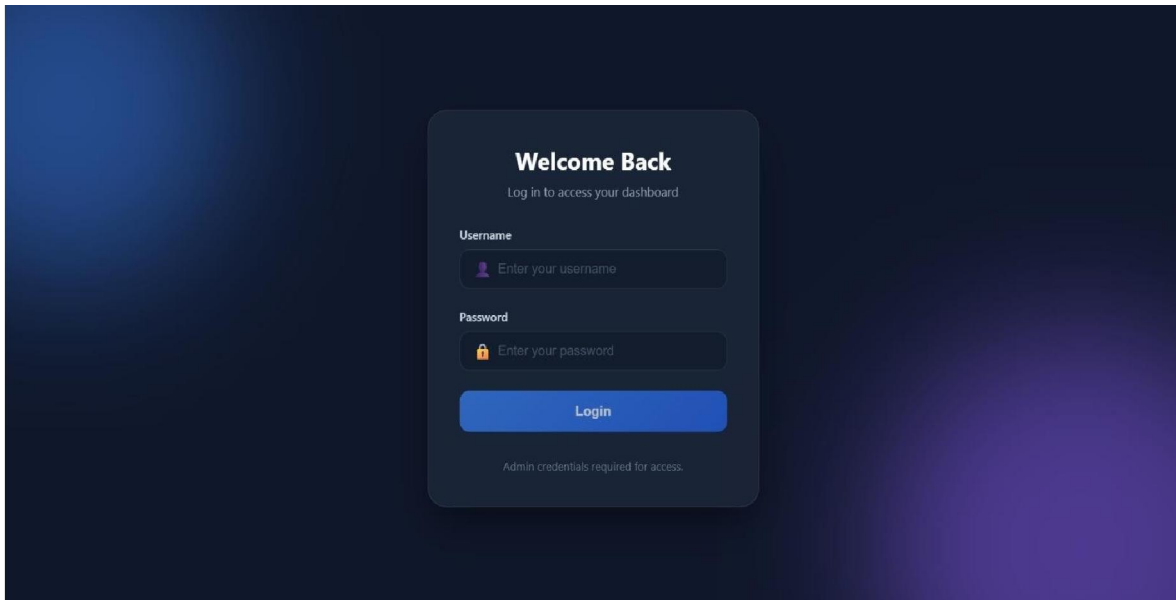 Welcome Back
Log in to access your dashboard
Username
Enter your username
Password
Enter your password
Login
Admin credentials required for access.